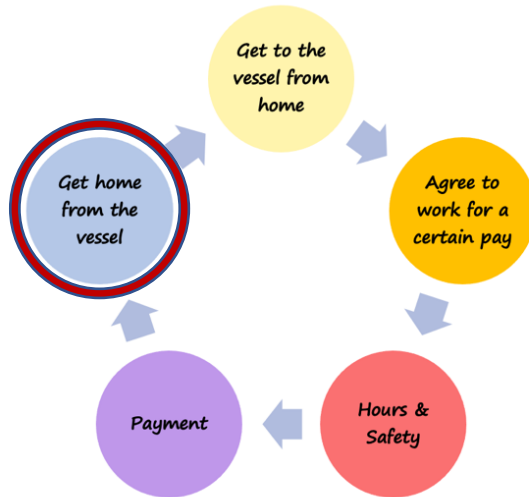 Get to the
vessel from
home
Agree to
work for a
certain pay
Hours &
Safety
Payment
Get home
from the
vessel